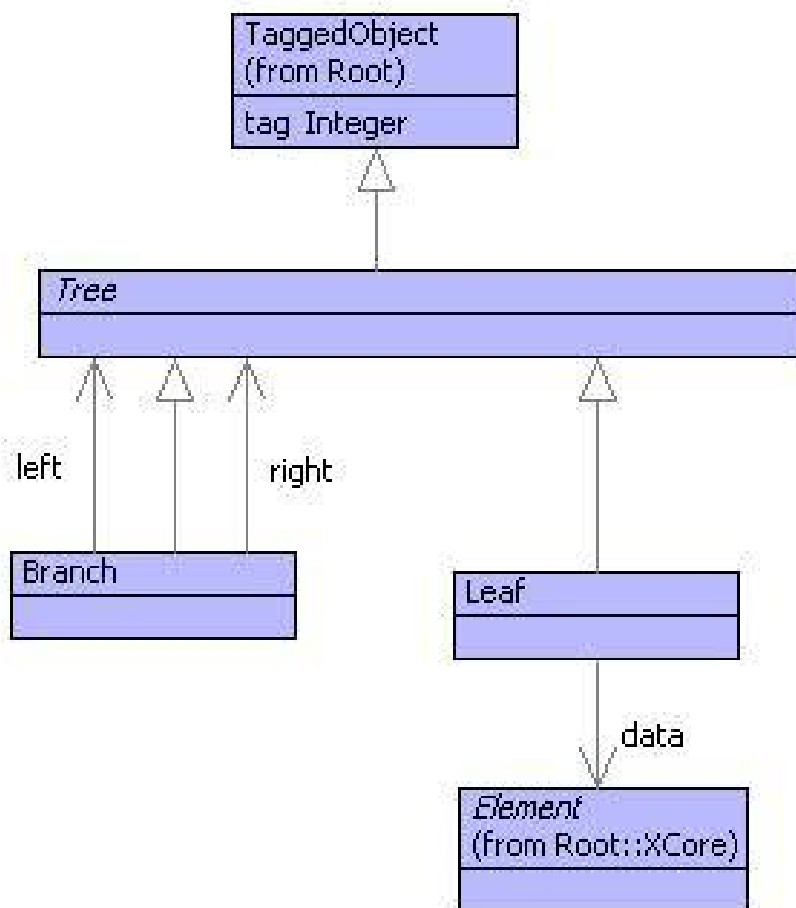 TaggedObject
(from Root)
tag Integer
Tree
left
right
Branch
Leaf
data
Element
(from Root::XCore)